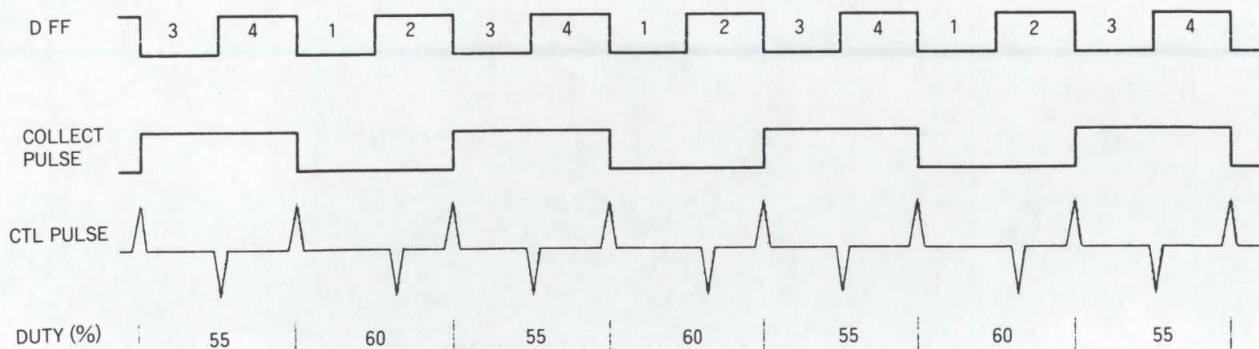 D FF 3 4 1 2 3 4 1 2 3 4 1 2 3 4
COLLECT
PULSE
CTL PULSE
DUTY (%) 55 60 55 60 55 60 55